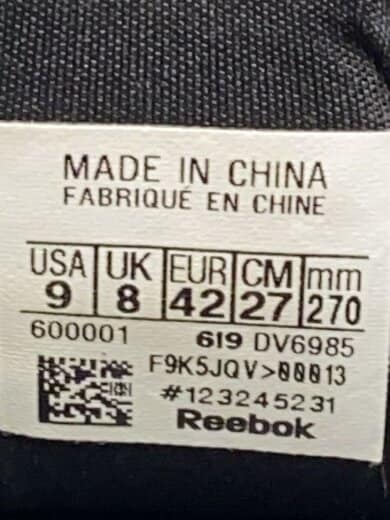 MADE IN CHINA
FABRIQUÉ EN CHINE
USA UK EUR CM mm
9 8 42 27 270
600001 619 DV6985
F9K5JQV>00013
#123245231
Reebok